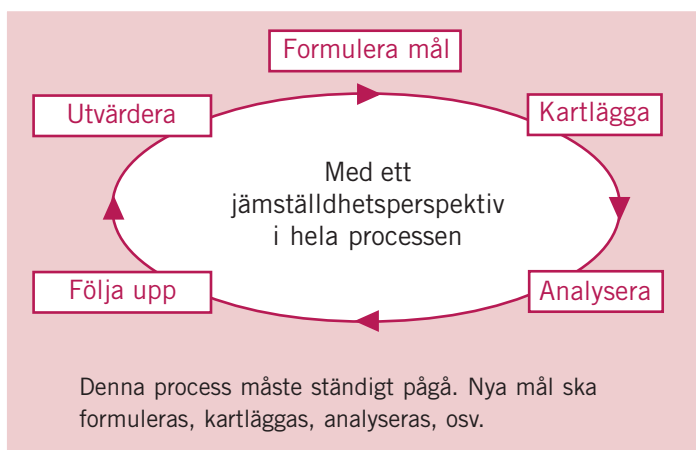 Formulera mål
Utvärdera
Kartlägga
Med ett
jämställdhetsperspektiv
i hela processen
Följa upp
Analysera
Denna process måste ständigt pågå. Nya mål ska
formuleras, kartläggas, analyseras, osv.